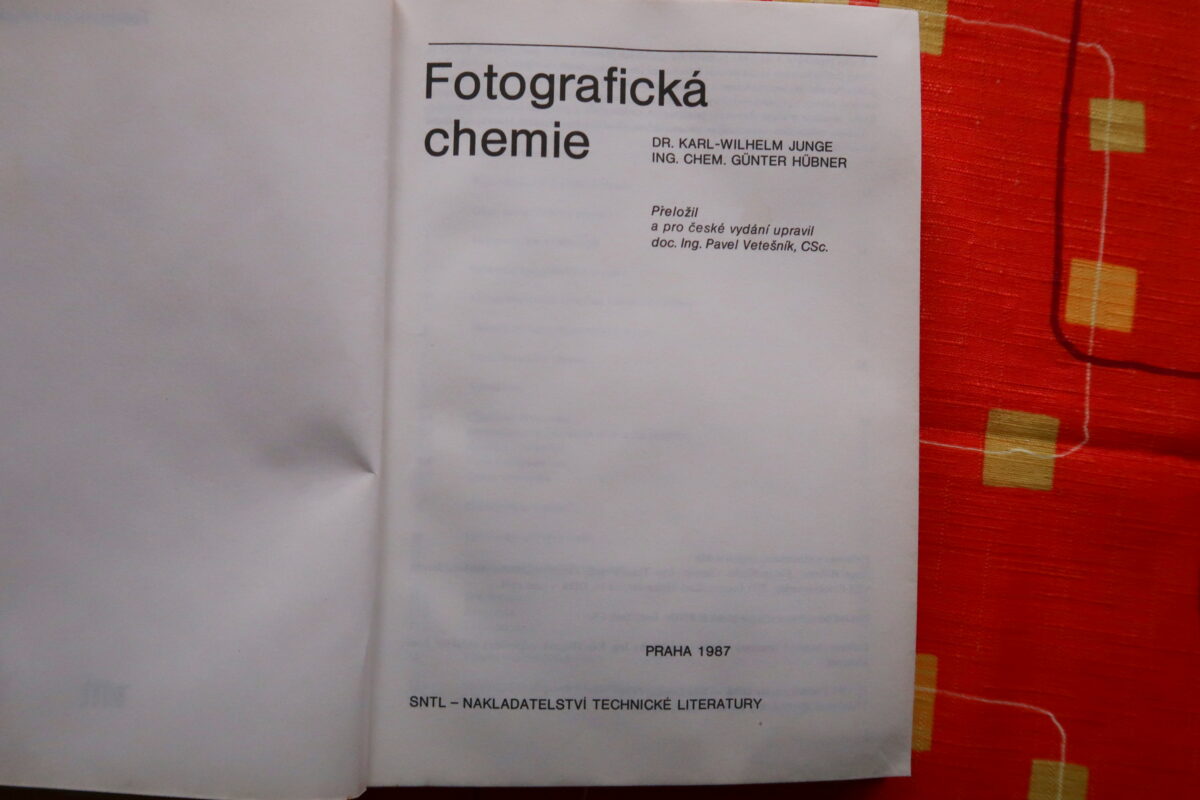 Fotografická
chemie
DR. KARL-WILHELM JUNGE
ING. CHEM. GÜNTER HÜBNER
Přeložil
a pro české vydání upravil
doc. Ing. Pavel Vetešník, CSc.
PRAHA 1987
SNTL – NAKLADATELSTVÍ TECHNICKÉ LITERATURY